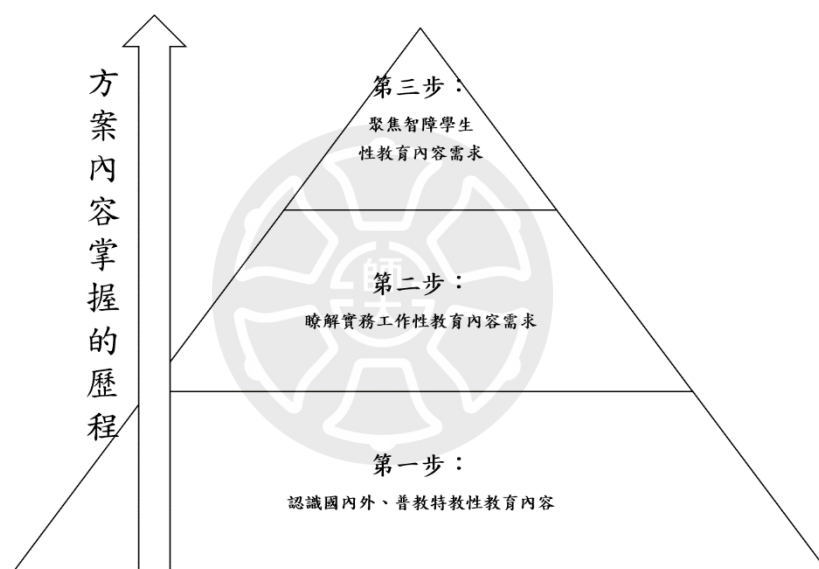 方案內容掌握的歷程
第三步：
聚焦智障學生
性教育內容需求
第二步：
瞭解實務工作性教育內容需求
第一步：
認識國內外、普教特教性教育內容